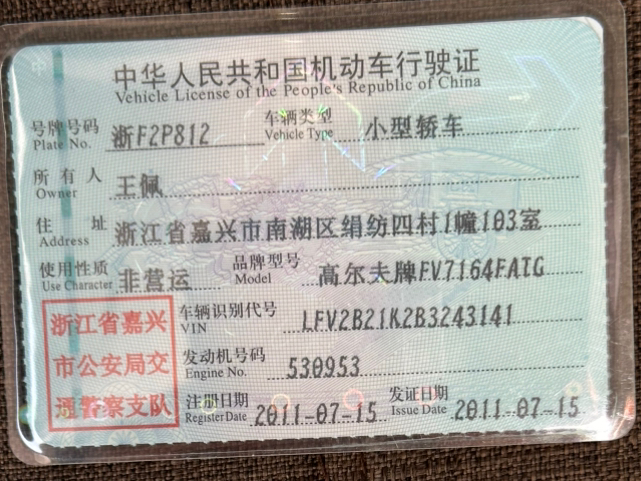 中华人民共和国机动车行驶证
Vehicle License of the People's Republic of China
号牌号码 浙F2P812 车辆类型 小型轿车
Plate No. Vehicle Type
所有人 王佩
Owner
住址 浙江省嘉兴市南湖区绢纺四村1幢103室
Address
使用性质 非营运 品牌型号 高尔夫牌FV7164FATG
Use Character Model
浙江省嘉兴
市公安局交
通警察支队
车辆识别代号 LFV2B21K2B3243141
VIN
发动机号码 530953
Engine No.
注册日期 2011-07-15 发证日期 2011-07-15
Register Date Issue Date